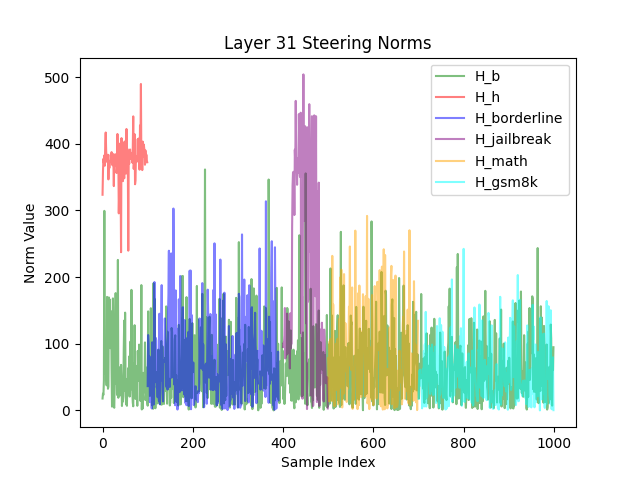 Layer 31 Steering Norms
Norm Value
500
400
300
200
100
0
H_b
H_h
H_borderline
H_jailbreak
H_math
H_gsm8k
0 200 400 600 800 1000
Sample Index